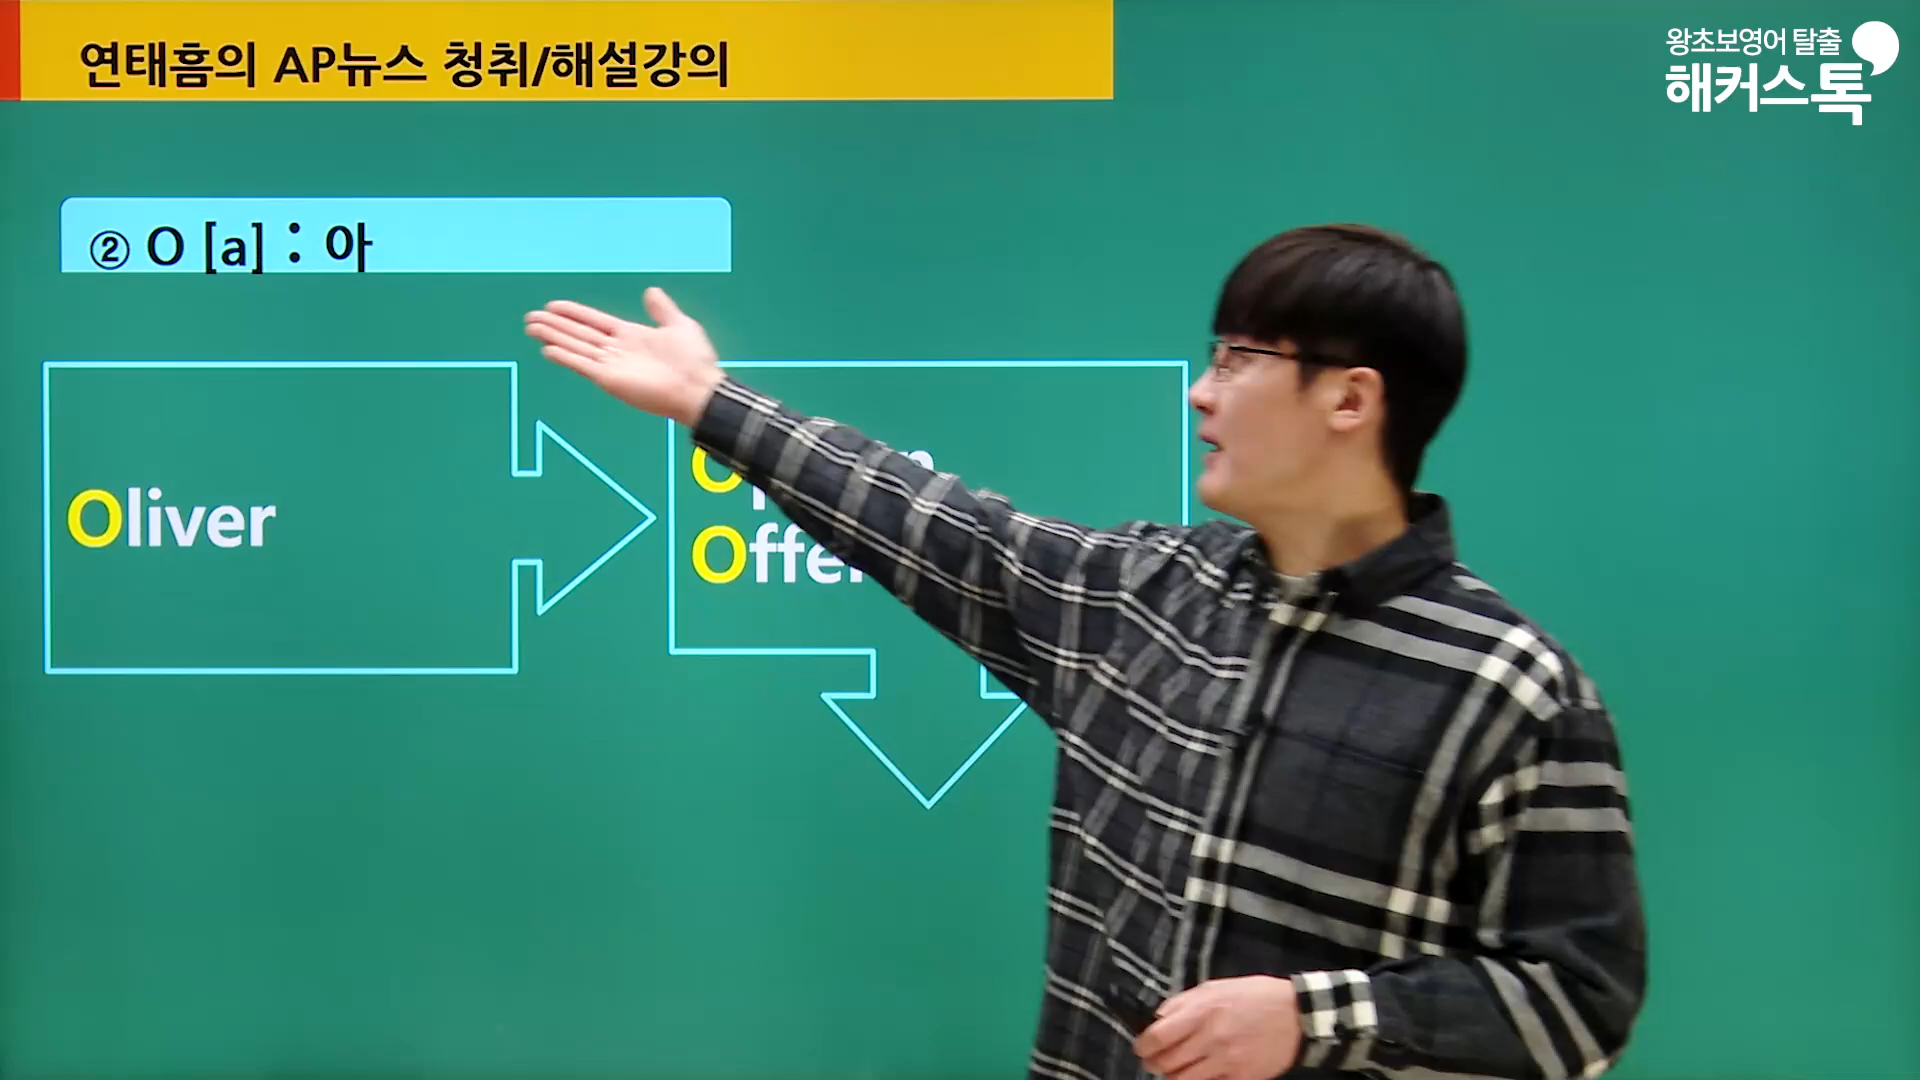 연태흠의 AP뉴스 청취/해설강의
왕초보영어 탈출
해커스톡
② O [a] : 아
Oliver